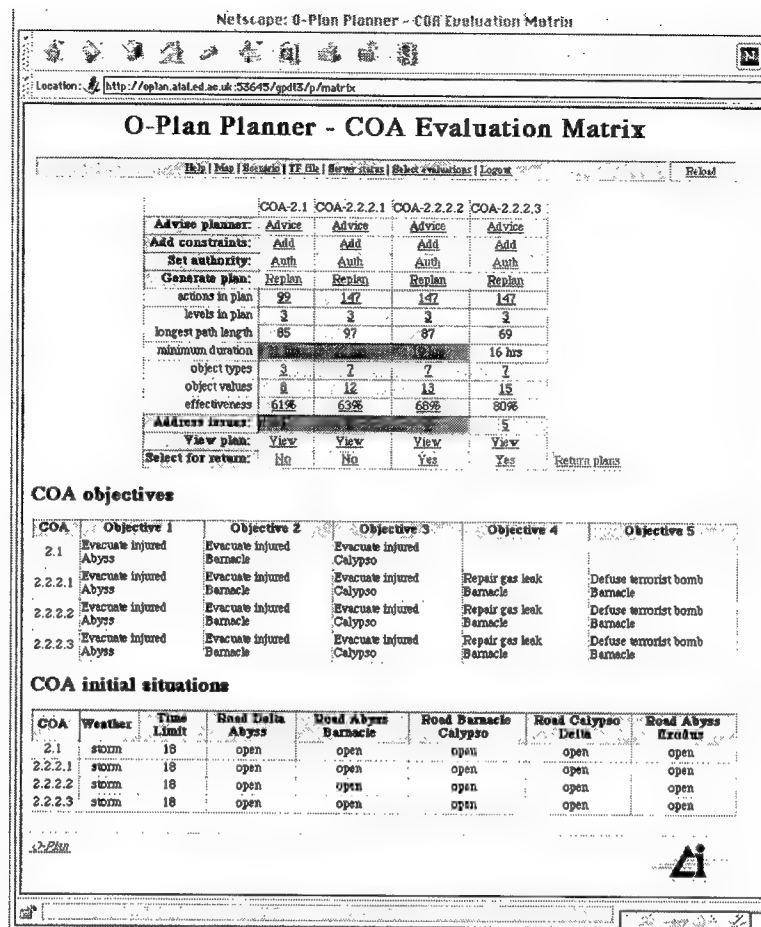 Netscape: O-Plan Planner - COA Evaluation Matrix
N
Location: http://oplan.aiai.ed.ac.uk:53645/gpdt3/p/matrix
O-Plan Planner - COA Evaluation Matrix
Help | Map | Scenario | TF file | Server status | Select evaluations | Logout Reload
COA-2.1 COA-2.2.2.1 COA-2.2.2.2 COA-2.2.2.3
Advise planner: Advice Advice Advice Advice
Add constraints: Add Add Add Add
Set authority: Auth Auth Auth Auth
Generate plan: Replan Replan Replan Replan
actions in plan 99 147 147 147
levels in plan 3 3 3 3
longest path length 85 97 87 69
minimum duration hrs 16 hrs
object types 3 7 7 7
object values 8 12 13 15
effectiveness 61% 63% 68% 80%
Address issues: 5
View plan: View View View View
Select for return: No No Yes Yes Return plans
COA objectives
COA Objective 1 Objective 2 Objective 3 Objective 4 Objective 5
2.1 Evacuate injured Abyss Evacuate injured Barnacle Evacuate injured Calypso
2.2.2.1 Evacuate injured Abyss Evacuate injured Barnacle Evacuate injured Calypso Repair gas leak Barnacle Defuse terrorist bomb Barnacle
2.2.2.2 Evacuate injured Abyss Evacuate injured Barnacle Evacuate injured Calypso Repair gas leak Barnacle Defuse terrorist bomb Barnacle
2.2.2.3 Evacuate injured Abyss Evacuate injured Barnacle Evacuate injured Calypso Repair gas leak Barnacle Defuse terrorist bomb Barnacle
COA initial situations
COA Weather Time Limit Road Delta Abyss Road Abyss Barnacle Road Barnacle Calypso Road Calypso Delta Road Abyss Exodus
2.1 storm 18 open open open open open
2.2.2.1 storm 18 open open open open open
2.2.2.2 storm 18 open open open open open
2.2.2.3 storm 18 open open open open open
O-Plan